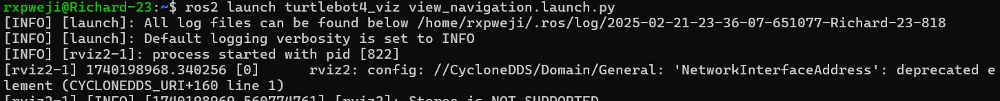 rxpweji@Richard-23:~$ ros2 launch turtlebot4_viz view_navigation.launch.py
[INFO] [launch]: All log files can be found below /home/rxpweji/.ros/log/2025-02-21-23-36-07-651077-Richard-23-818
[INFO] [launch]: Default logging verbosity is set to INFO
[INFO] [rviz2-1]: process started with pid [822]
[rviz2-1] 1740198968.340256 [0]      rviz2: config: //CycloneDDS/Domain/General: 'NetworkInterfaceAddress': deprecated e
lement (CYCLONEDDS_URI+160 line 1)
[rviz2-1] [INFO] [1740198969.560774761] [rviz2]: Stereo is NOT SUPPORTED